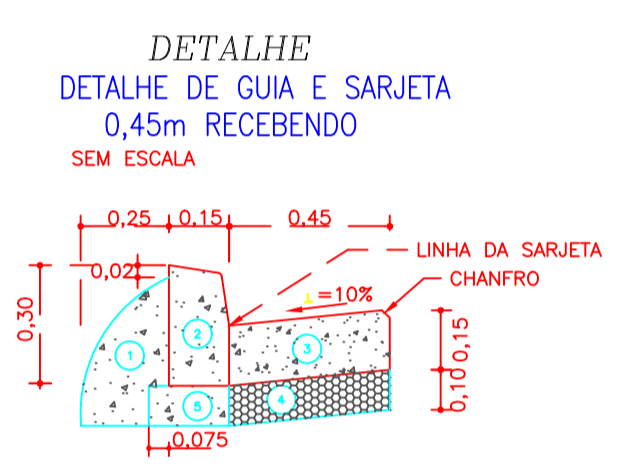 DETALHE
DETALHE DE GUIA E SARJETA
0,45m RECEBENDO
SEM ESCALA
0,25 0,15 0,45
LINHA DA SARJETA
0,02
CHANFRO
i=10%
0,30
0,15
0,10
1
2
3
4
5
0,075